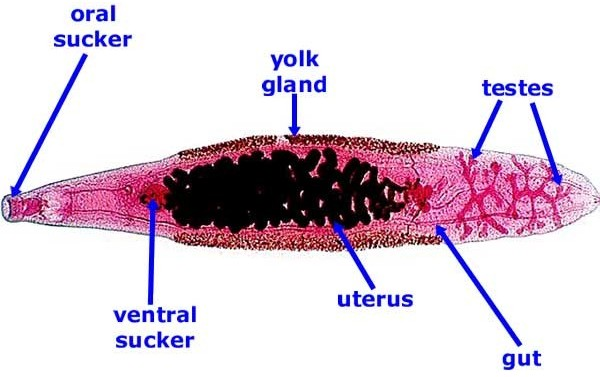 oral
sucker
yolk
gland
testes
ventral
sucker
uterus
gut